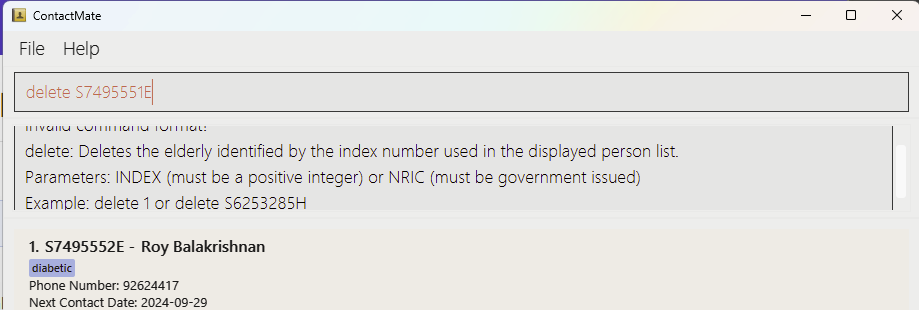 ContactMate
File Help
delete S7495551E
Invalid command format!
delete: Deletes the elderly identified by the index number used in the displayed person list.
Parameters: INDEX (must be a positive integer) or NRIC (must be government issued)
Example: delete 1 or delete S6253285H
1. S7495552E - Roy Balakrishnan
diabetic
Phone Number: 92624417
Next Contact Date: 2024-09-29